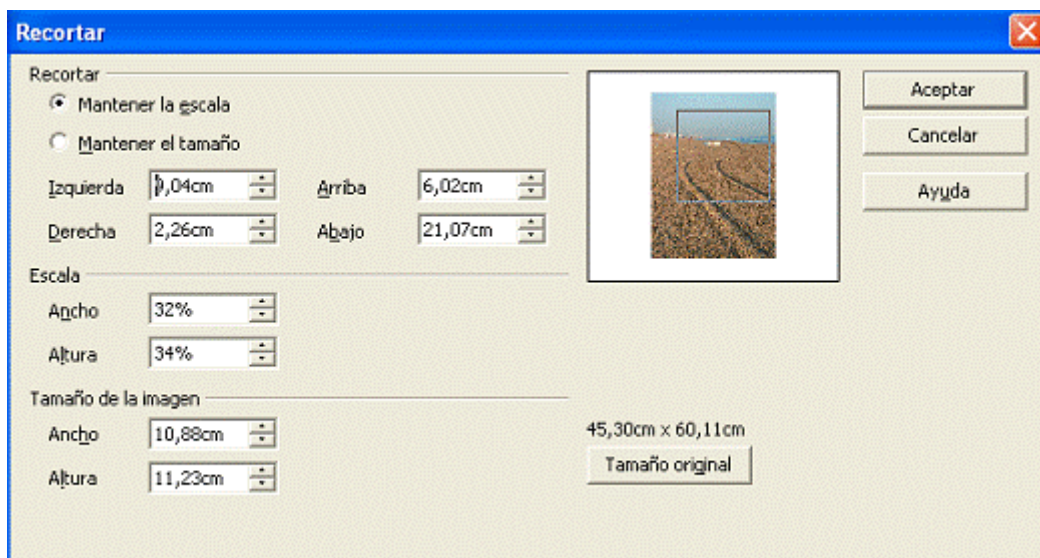 Recortar
Recortar
Mantener la escala
Mantener el tamaño
Izquierda 9,04cm Arriba 6,02cm
Derecha 2,26cm Abajo 21,07cm
Escala
Ancho 32%
Altura 34%
Tamaño de la imagen
Ancho 10,88cm
Altura 11,23cm
45,30cm x 60,11cm
Tamaño original
Aceptar
Cancelar
Ayuda